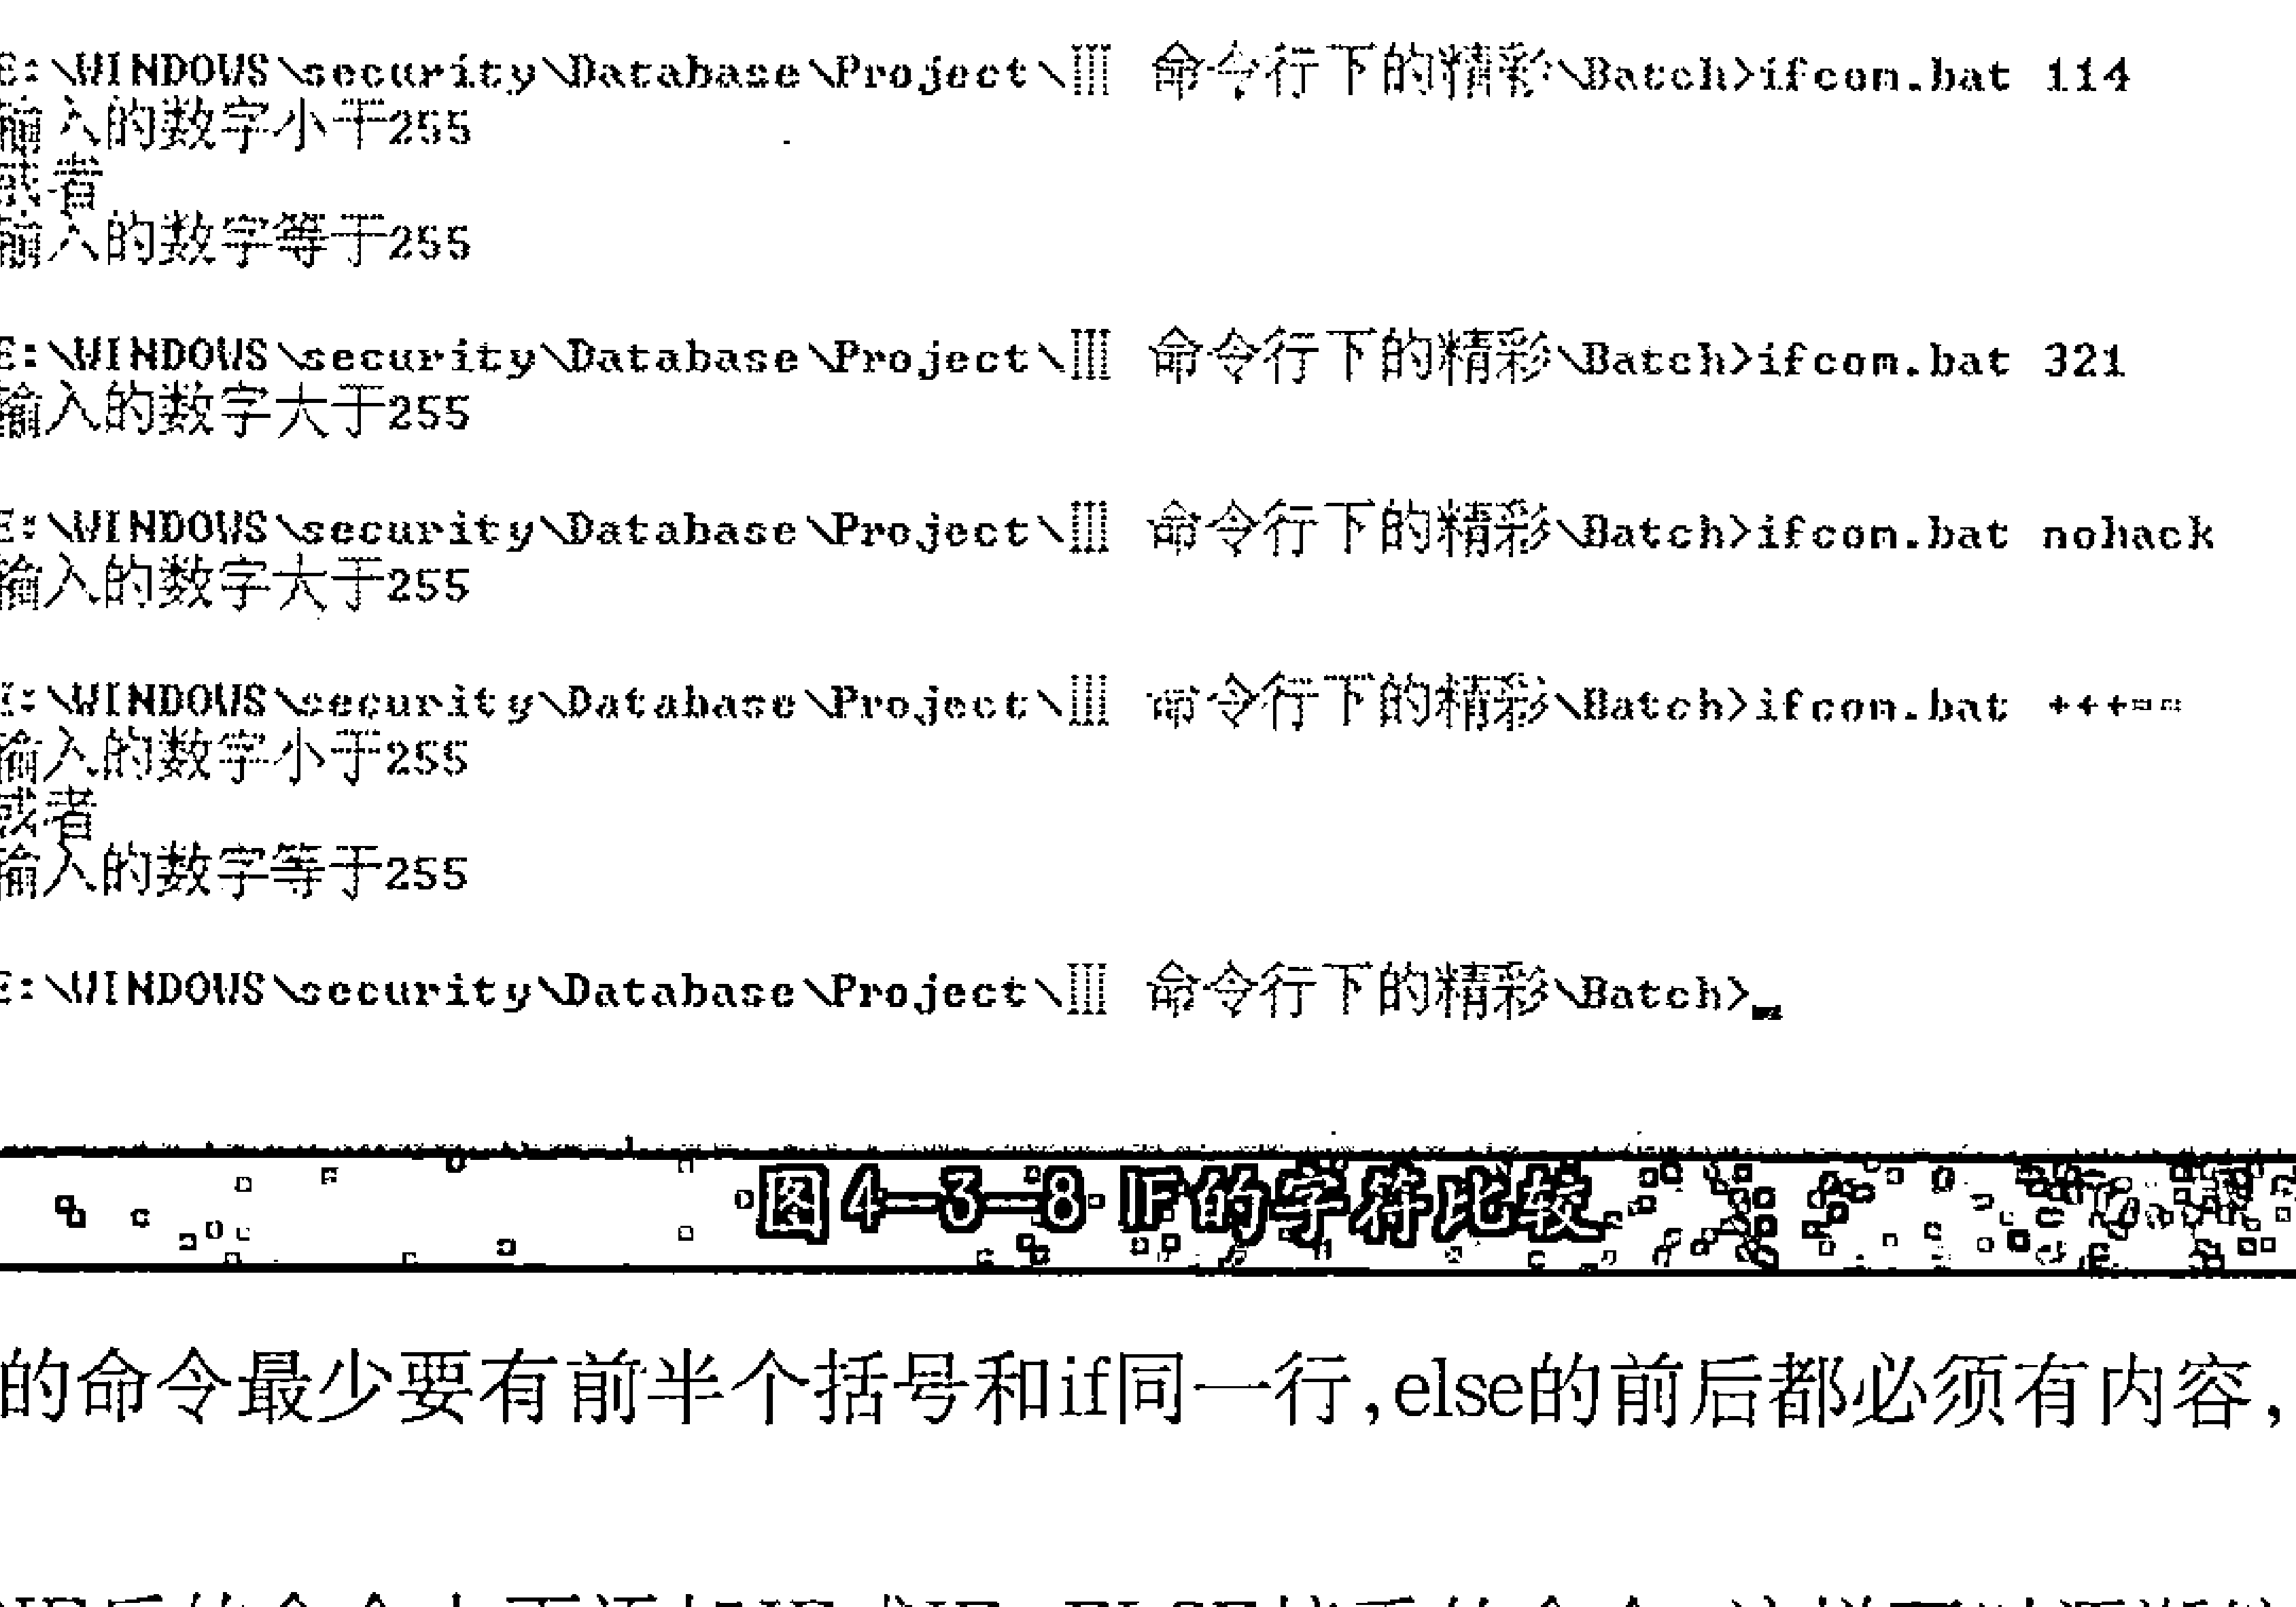 E:\WINDOWS\security\Database\Project\Ⅲ 命令行下的精彩\Batch>ifcom.bat 114
输入的数字小于255
或者
输入的数字等于255
E:\WINDOWS\security\Database\Project\Ⅲ 命令行下的精彩\Batch>ifcom.bat 321
输入的数字大于255
E:\WINDOWS\security\Database\Project\Ⅲ 命令行下的精彩\Batch>ifcom.bat nohack
输入的数字大于255
E:\WINDOWS\security\Database\Project\Ⅲ 命令行下的精彩\Batch>ifcom.bat +++==
输入的数字小于255
或者
输入的数字等于255
E:\WINDOWS\security\Database\Project\Ⅲ 命令行下的精彩\Batch>_
图4-3-8 IF的字符比较
的命令最少要有前半个括号和if同一行,else的前后都必须有内容,